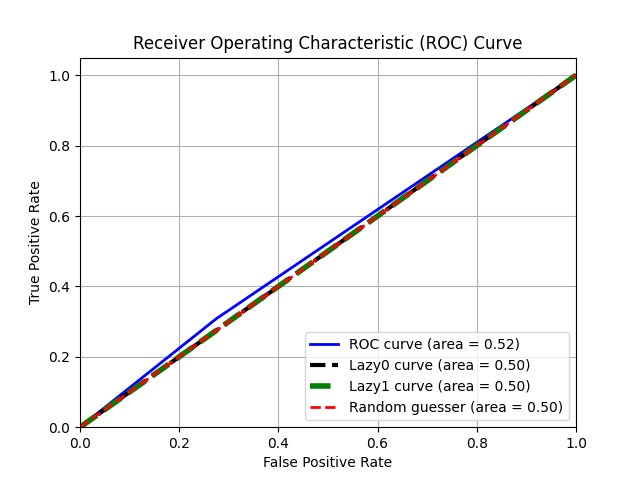 Receiver Operating Characteristic (ROC) Curve
True Positive Rate
1.0
0.8
0.6
0.4
0.2
0.0
0.0 0.2 0.4 0.6 0.8 1.0
False Positive Rate
ROC curve (area = 0.52)
Lazy0 curve (area = 0.50)
Lazy1 curve (area = 0.50)
Random guesser (area = 0.50)